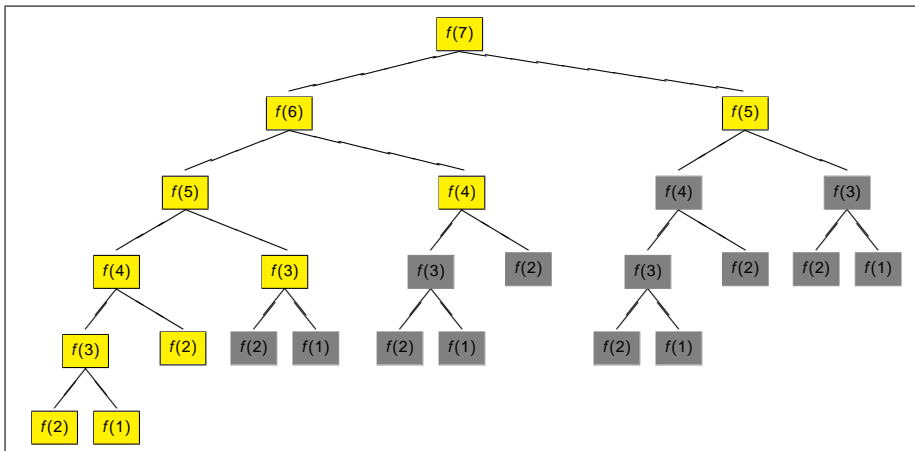 f(7)
f(6) f(5)
f(5) f(4) f(4) f(3)
f(4) f(3) f(3) f(2) f(3) f(2) f(2) f(1)
f(3) f(2) f(2) f(1) f(2) f(1) f(2) f(1)
f(2) f(1)